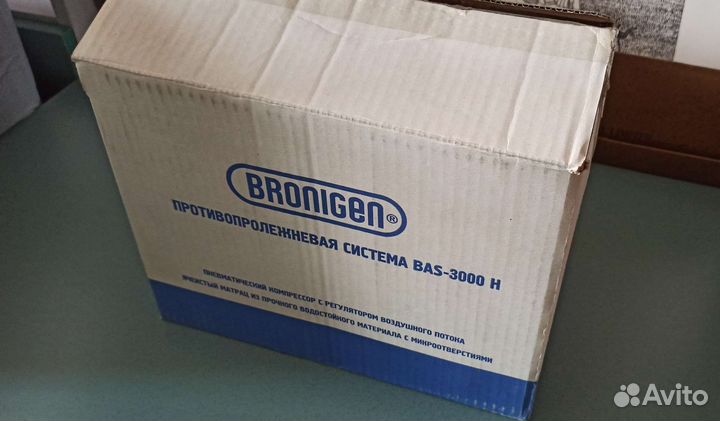 BRONIGEN®
ПРОТИВОПРОЛЕЖНЕВАЯ СИСТЕМА BAS-3000 H
ПНЕВМАТИЧЕСКИЙ КОМПРЕССОР С РЕГУЛЯТОРОМ ВОЗДУШНОГО ПОТОКА
ЯЧЕИСТЫЙ МАТРАЦ ИЗ ПРОЧНОГО ВОДОСТОЙКОГО МАТЕРИАЛА С МИКРООТВЕРСТИЯМИ
Avito